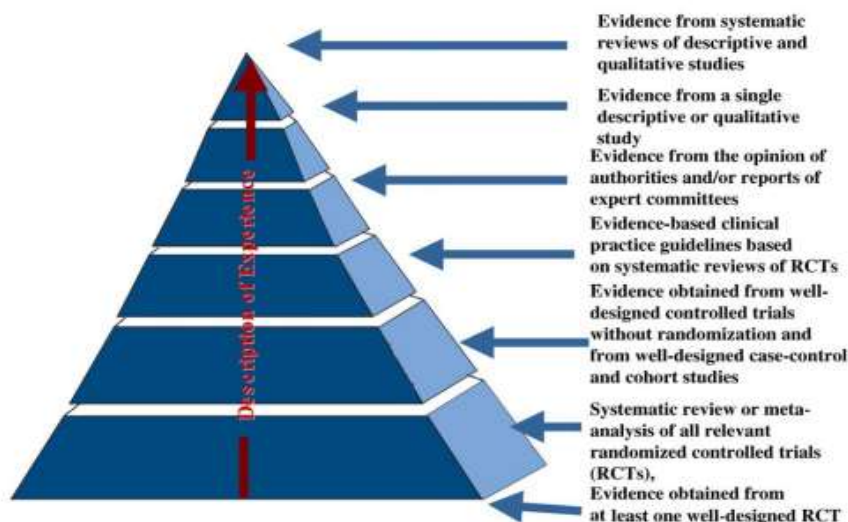 Evidence from systematic
reviews of descriptive and
qualitative studies
Evidence from a single
descriptive or qualitative
study
Evidence from the opinion of
authorities and/or reports of
expert committees
Evidence-based clinical
practice guidelines based
on systematic reviews of RCTs
Evidence obtained from well-
designed controlled trials
without randomization and
from well-designed case-control
and cohort studies
Systematic review or meta-
analysis of all relevant
randomized controlled trials
(RCTs),
Evidence obtained from
at least one well-designed RCT
Description of Experience